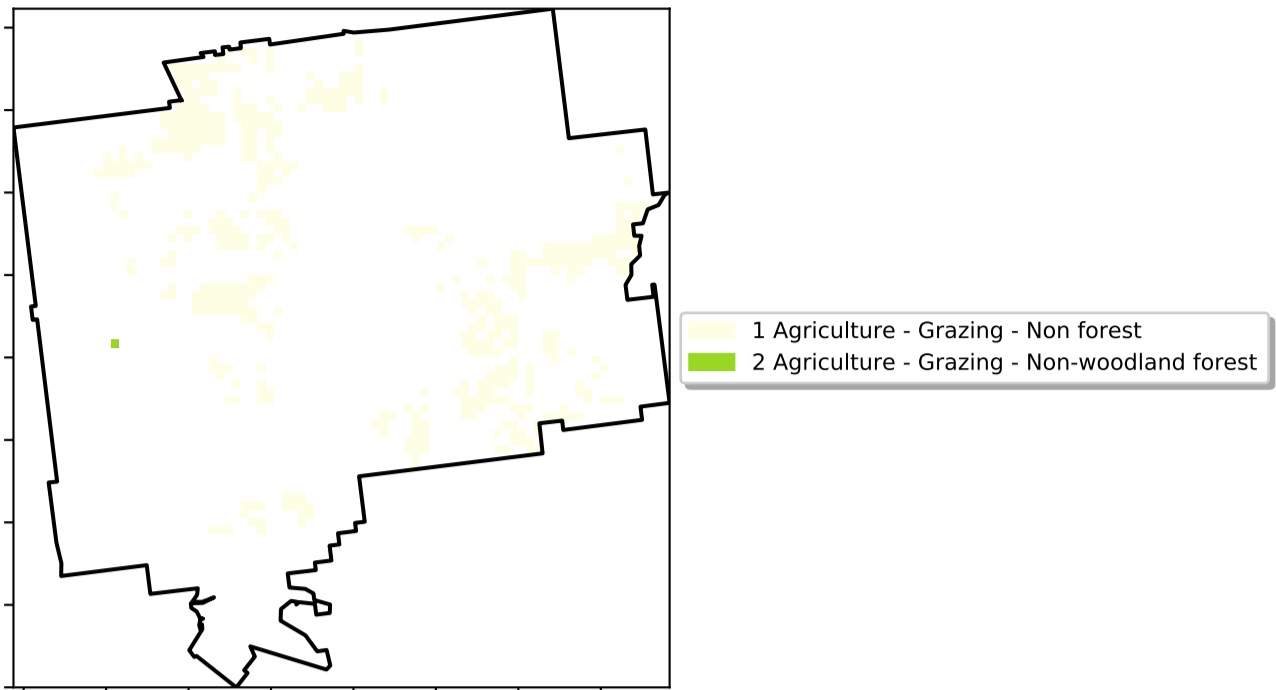 1 Agriculture - Grazing - Non forest
2 Agriculture - Grazing - Non-woodland forest